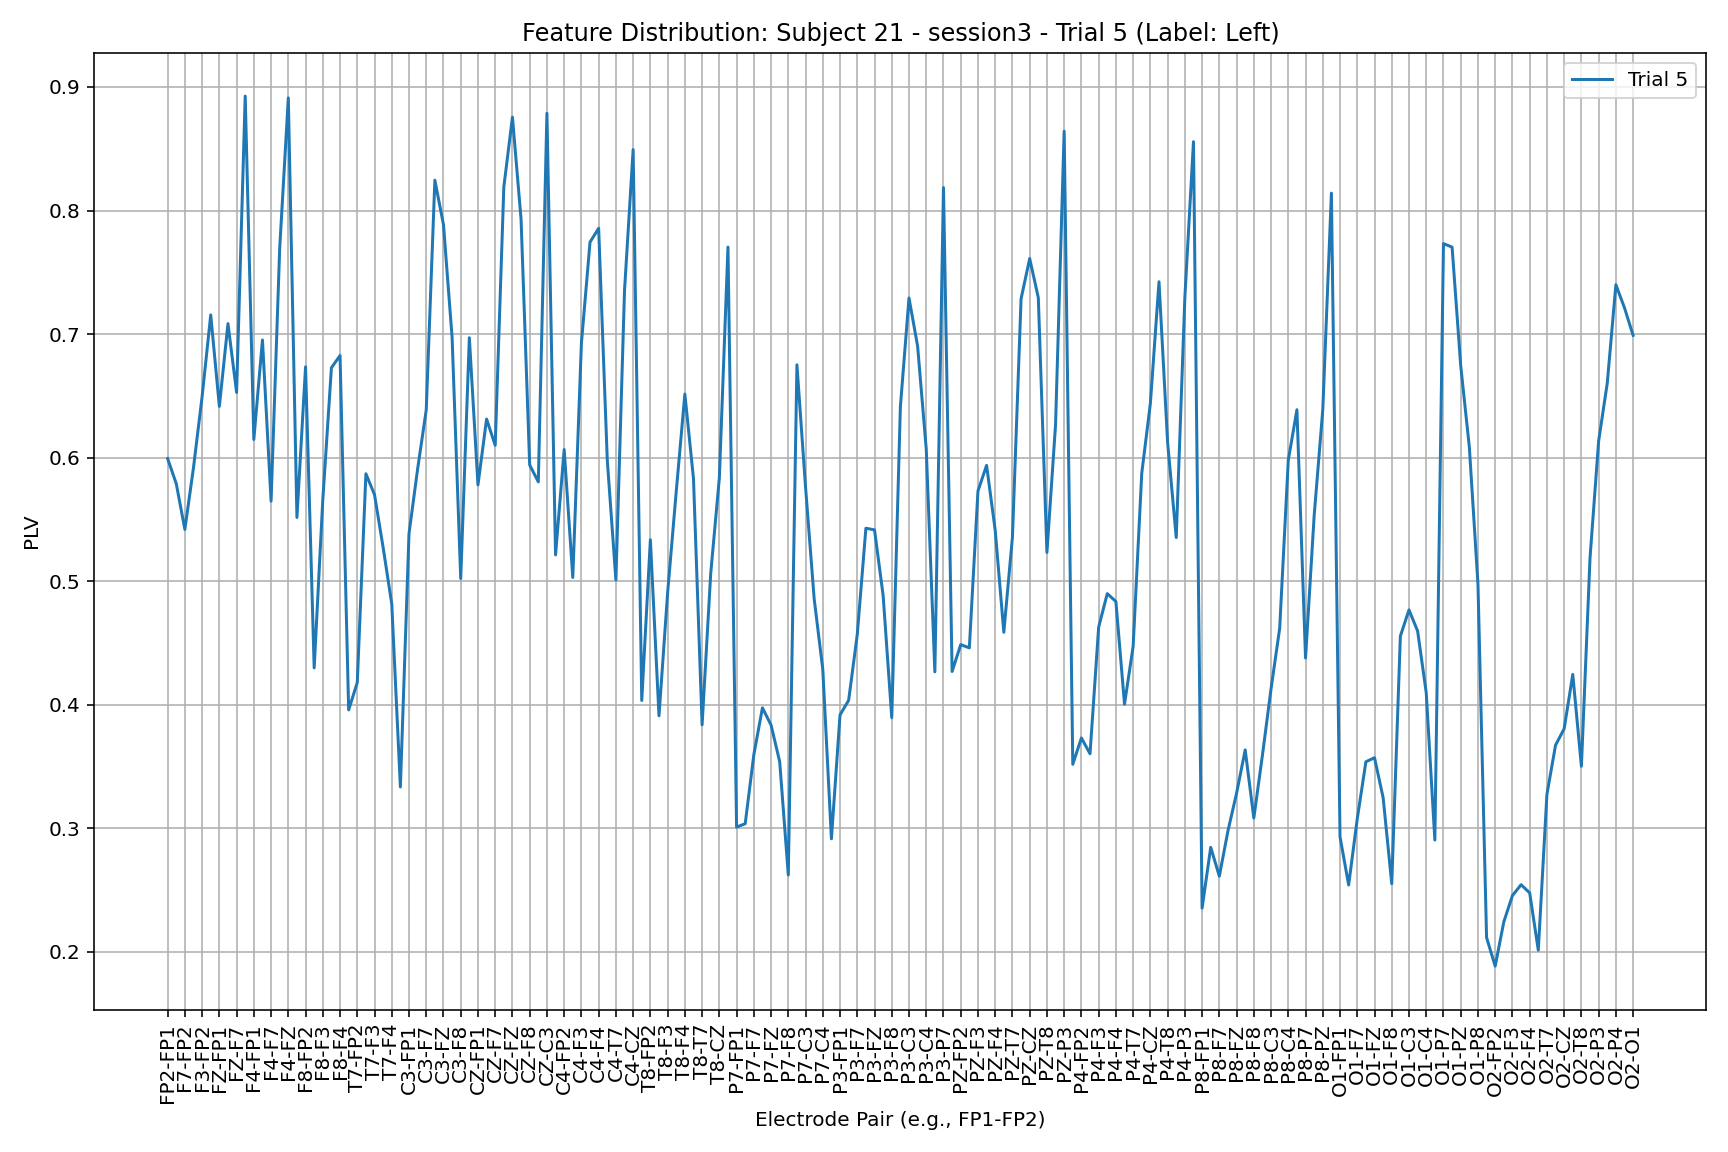 Feature Distribution: Subject 21 - session3 - Trial 5 (Label: Left)
Trial 5
PLV
0.9
0.8
0.7
0.6
0.5
0.4
0.3
0.2
FP2-FP1
F7-FP2
F3-FP2
FZ-FP1
FZ-F7
F4-FP1
F4-F7
F4-FZ
F8-FP2
F8-F3
F8-F4
T7-FP2
T7-F3
T7-F4
C3-FP1
C3-F7
C3-FZ
C3-F8
CZ-FP1
CZ-F7
CZ-FZ
CZ-F8
CZ-C3
C4-FP2
C4-F3
C4-F4
C4-T7
C4-CZ
T8-FP2
T8-F3
T8-F4
T8-T7
T8-CZ
P7-FP1
P7-F7
P7-FZ
P7-F8
P7-C3
P7-C4
P3-FP1
P3-F7
P3-FZ
P3-F8
P3-C3
P3-C4
P3-P7
PZ-FP2
PZ-F3
PZ-F4
PZ-T7
PZ-CZ
PZ-T8
PZ-P3
P4-FP2
P4-F3
P4-F4
P4-T7
P4-CZ
P4-T8
P4-P3
P8-FP1
P8-F7
P8-FZ
P8-F8
P8-C3
P8-C4
P8-P7
P8-PZ
O1-FP1
O1-F7
O1-FZ
O1-F8
O1-C3
O1-C4
O1-P7
O1-PZ
O1-P8
O2-FP2
O2-F3
O2-F4
O2-T7
O2-CZ
O2-T8
O2-P3
O2-P4
O2-O1
Electrode Pair (e.g., FP1-FP2)